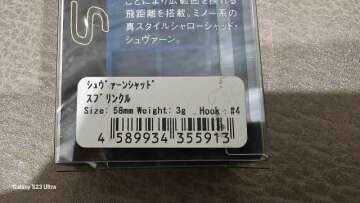 ことにより広範囲を探れる
飛距離を搭載。ミノー系の
真スタイルシャローシャッド・
シュヴァーン。
S
ｼｭｳﾞｧｰﾝｼｬｯﾄﾞ
ｽﾌﾟﾘﾝｸﾙ
Size: 58mm Weight: 3g Hook : #4
4 589934 355913
Galaxy S23 Ultra